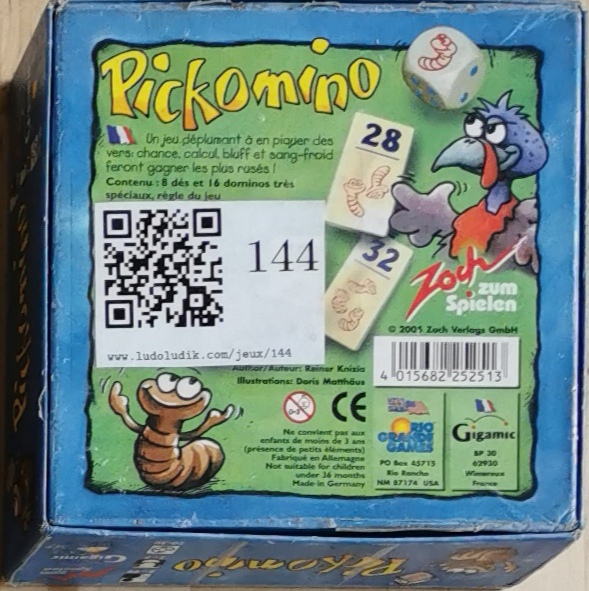 Pickomino
Un jeu déplumant à en piquer des
vers: chance, calcul, bluff et sang-froid
feront gagner les plus rusés !
Contenu : 8 dés et 16 dominos très
spéciaux, règle du jeu
28
32
144
www.ludoludik.com/jeux/144
Zoch
zum
Spielen
© 2005 Zoch Verlags GmbH
4 015682 252513
Author/Auteur: Reiner Knizia
Illustrations: Doris Matthäus
0-3
CE
Ne convient pas aux
enfants de moins de 3 ans
(présence de petits éléments)
Fabriqué en Allemagne
Not suitable for children
under 36 months
Made in Germany
RIO
GRANDE
GAMES
PO Box 45715
Rio Rancho
NM 87174 USA
Gigamic
BP 30
62930
Wimereux
France
Pickomino
Pickomino
Gigamic